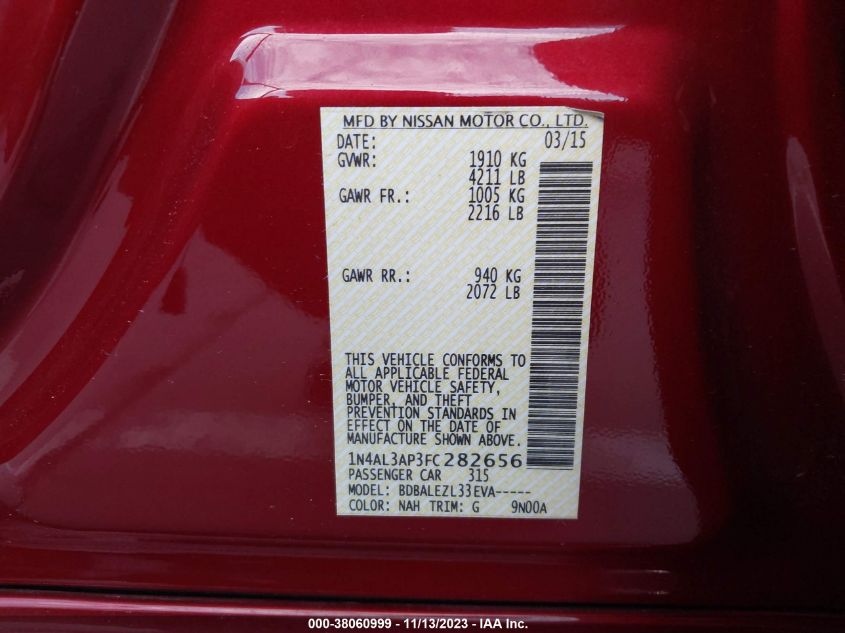 MFD BY NISSAN MOTOR CO., LTD.
DATE: 03/15
GVWR: 1910 KG
4211 LB
GAWR FR.: 1005 KG
2216 LB
GAWR RR.: 940 KG
2072 LB
THIS VEHICLE CONFORMS TO
ALL APPLICABLE FEDERAL
MOTOR VEHICLE SAFETY,
BUMPER, AND THEFT
PREVENTION STANDARDS IN
EFFECT ON THE DATE OF
MANUFACTURE SHOWN ABOVE.
1N4AL3AP3FC282656
PASSENGER CAR 315
MODEL: BDBALEZL33EVA-----
COLOR: NAH TRIM: G 9N00A
000-38060999 — 11/13/2023 - IAA Inc.